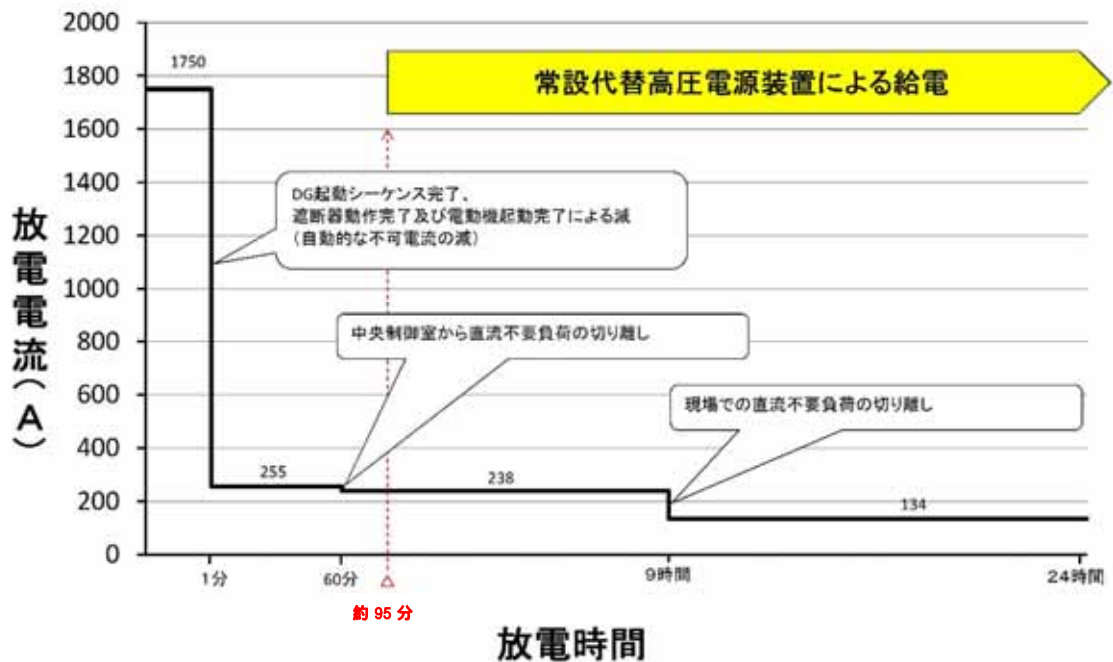 2000
1800
1600
1400
1200
1000
800
600
400
200
0
放電電流(A)
1750
常設代替高圧電源装置による給電
DG起動シーケンス完了、
遮断器動作完了及び電動機起動完了による減
(自動的な不可電流の減)
中央制御室から直流不要負荷の切り離し
現場での直流不要負荷の切り離し
255
238
134
1分
60分
9時間
24時間
約 95 分
放電時間